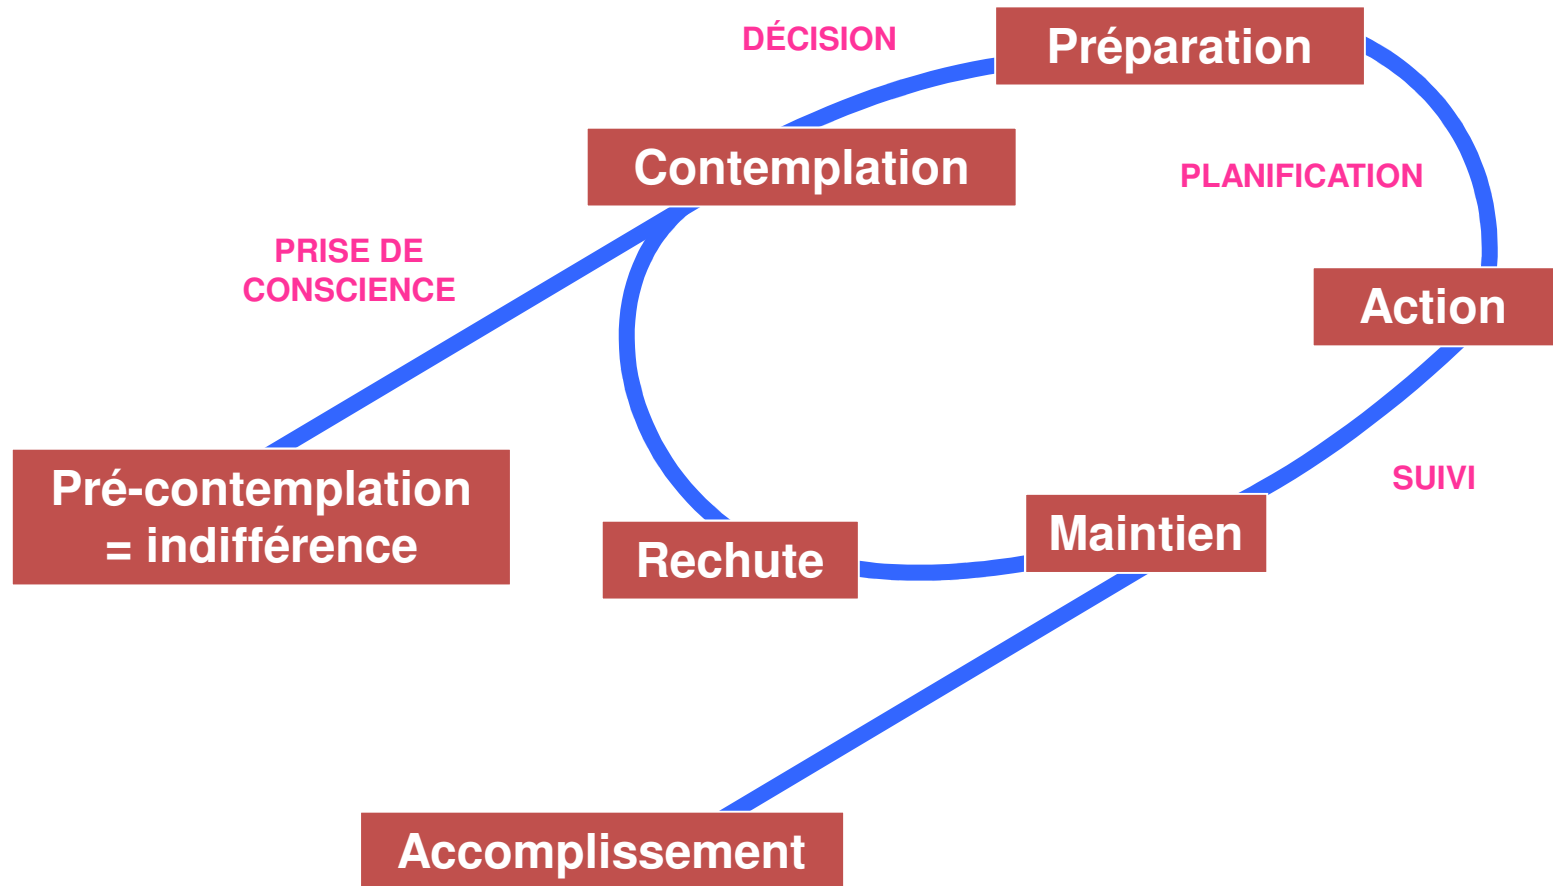 DÉCISION
Préparation
Contemplation
PLANIFICATION
PRISE DE
CONSCIENCE
Action
Pré-contemplation
= indifférence
SUIVI
Maintien
Rechute
Accomplissement